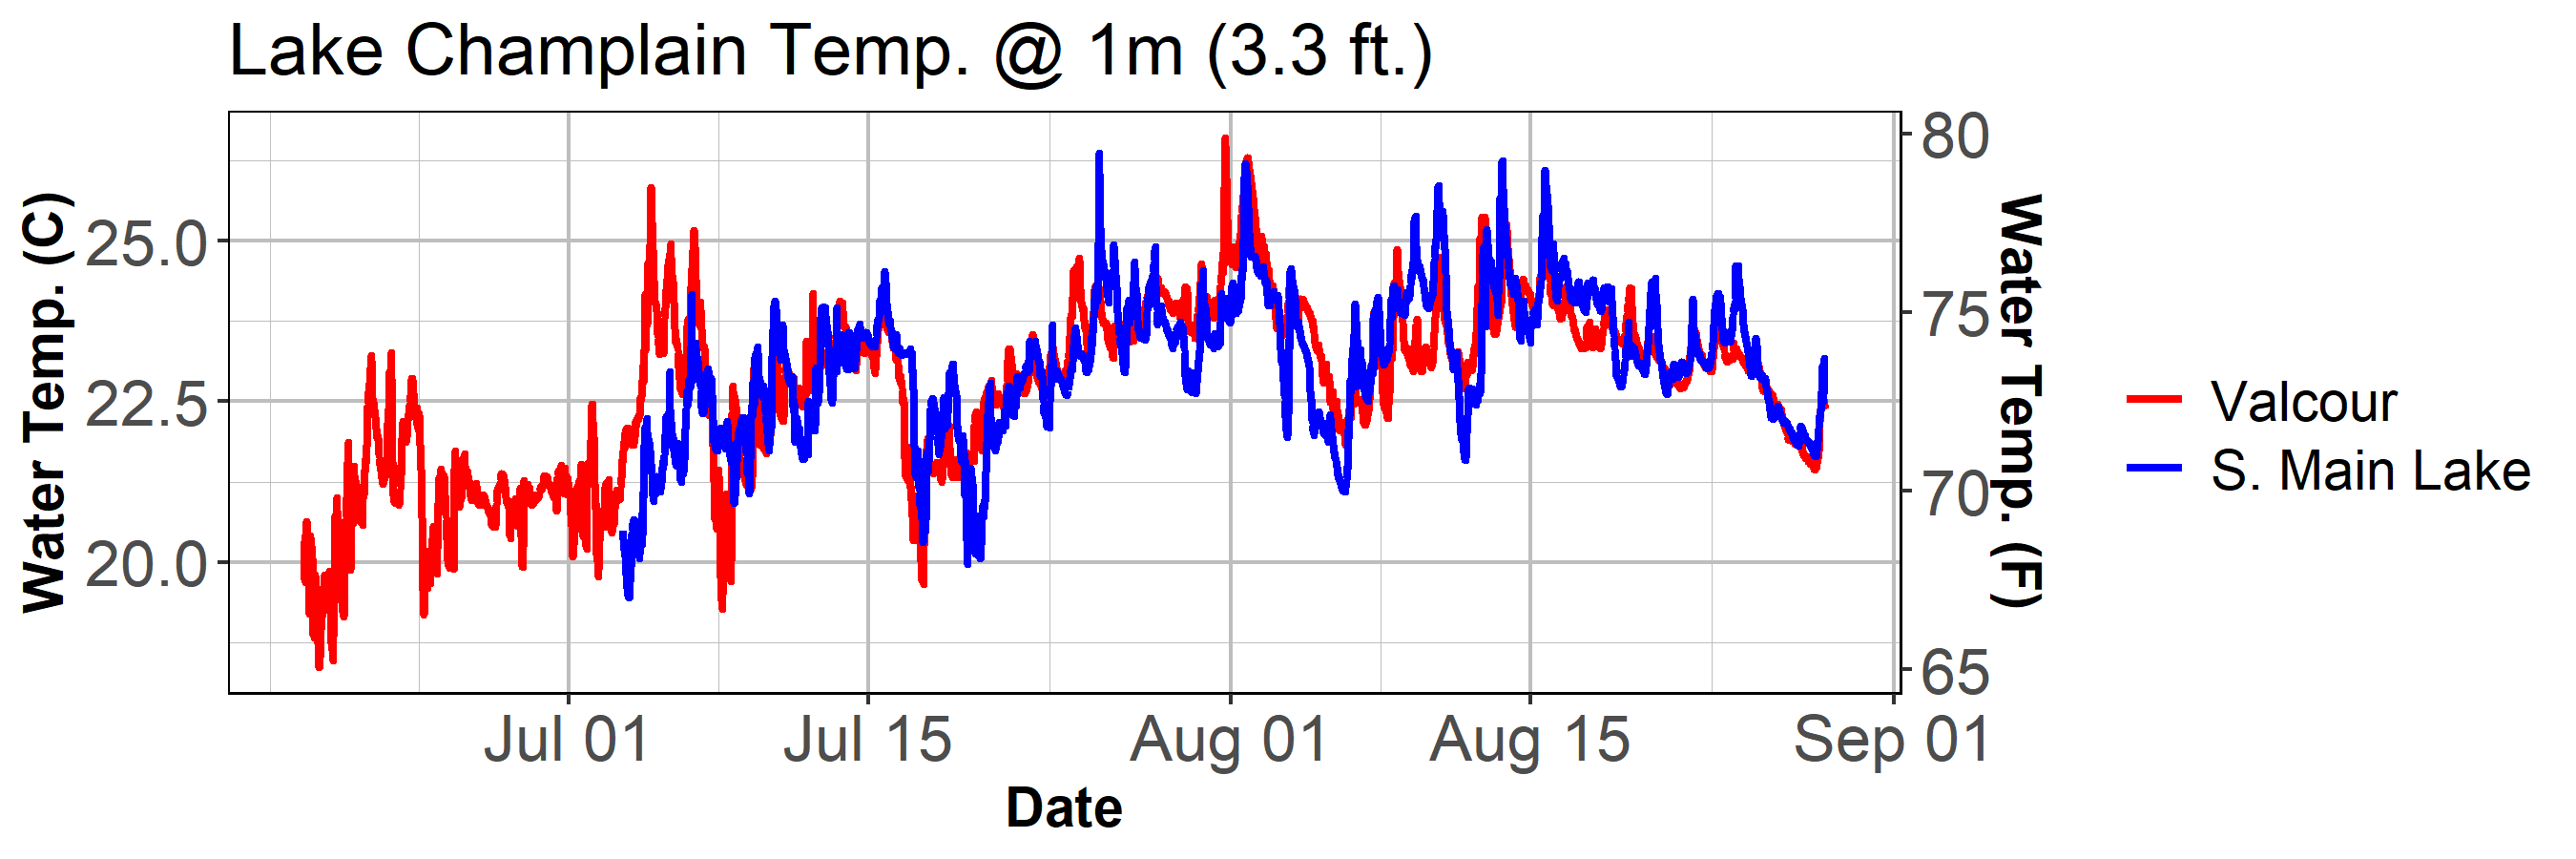 Lake Champlain Temp. @ 1m (3.3 ft.)
Water Temp. (C)
25.0
22.5
20.0
80
75
70
65
Water Temp. (F)
Jul 01
Jul 15
Aug 01
Aug 15
Sep 01
Date
Valcour
S. Main Lake